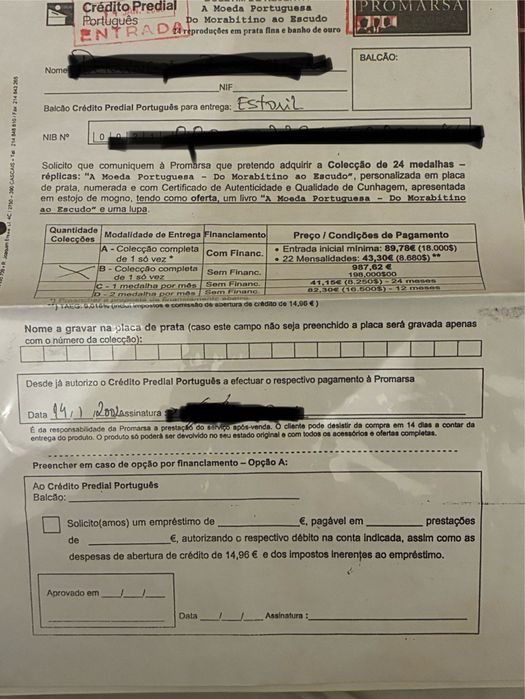 Crédito Predial
Português
ENTRADA
A Moeda Portuguesa
Do Morabitino ao Escudo
24 reproduções em prata fina e banho de ouro
PROMARSA
Nome
BALCÃO:
NIF
Balcão Crédito Predial Português para entrega: Estoril
NIB Nº
Solicito que comuniquem à Promarsa que pretendo adquirir a Colecção de 24 medalhas –
réplicas: "A Moeda Portuguesa - Do Morabitino ao Escudo", personalizada em placa
de prata, numerada e com Certificado de Autenticidade e Qualidade de Cunhagem, apresentada
em estojo de mogno, tendo como oferta, um livro "A Moeda Portuguesa - Do Morabitino
ao Escudo" e uma lupa.
Quantidade Colecções Modalidade de Entrega Financiamento Preço / Condições de Pagamento
A - Colecção completa de 1 só vez * Com Financ. • Entrada inicial mínima: 89,78€ (18.000$)
• 22 Mensalidades: 43,30€ (8.680$) **
B - Colecção completa de 1 só vez Sem Financ. 987,62 €
198,000$00
C - 1 medalha por mês Sem Financ. 41,15€ (8.250$) - 24 meses
D - 2 medalha por mês Sem Financ. 82,30€ (16.500$) - 12 meses
impostos e comissão de abertura de crédito de 14,96 €)
Nome a gravar na placa de prata (caso este campo não seja preenchido a placa será gravada apenas
com o número da colecção):
Desde já autorizo o Crédito Predial Português a efectuar o respectivo pagamento à Promarsa
Data 14/1/2002 Assinatura :
É da responsabilidade da Promarsa a prestação do serviço após-venda. O cliente pode desistir da compra em 14 dias a contar da
entrega do produto. O produto só poderá ser devolvido no seu estado original e com todos os acessórios e ofertas completas.
Preencher em caso de opção por financiamento – Opção A:
Ao Crédito Predial Português
Balcão:
Solicito(amos) um empréstimo de €, pagável em prestações
de €, autorizando o respectivo débito na conta indicada, assim como as
despesas de abertura de crédito de 14,96 € e dos impostos inerentes ao empréstimo.
Aprovado em / /
Data / / Assinatura :